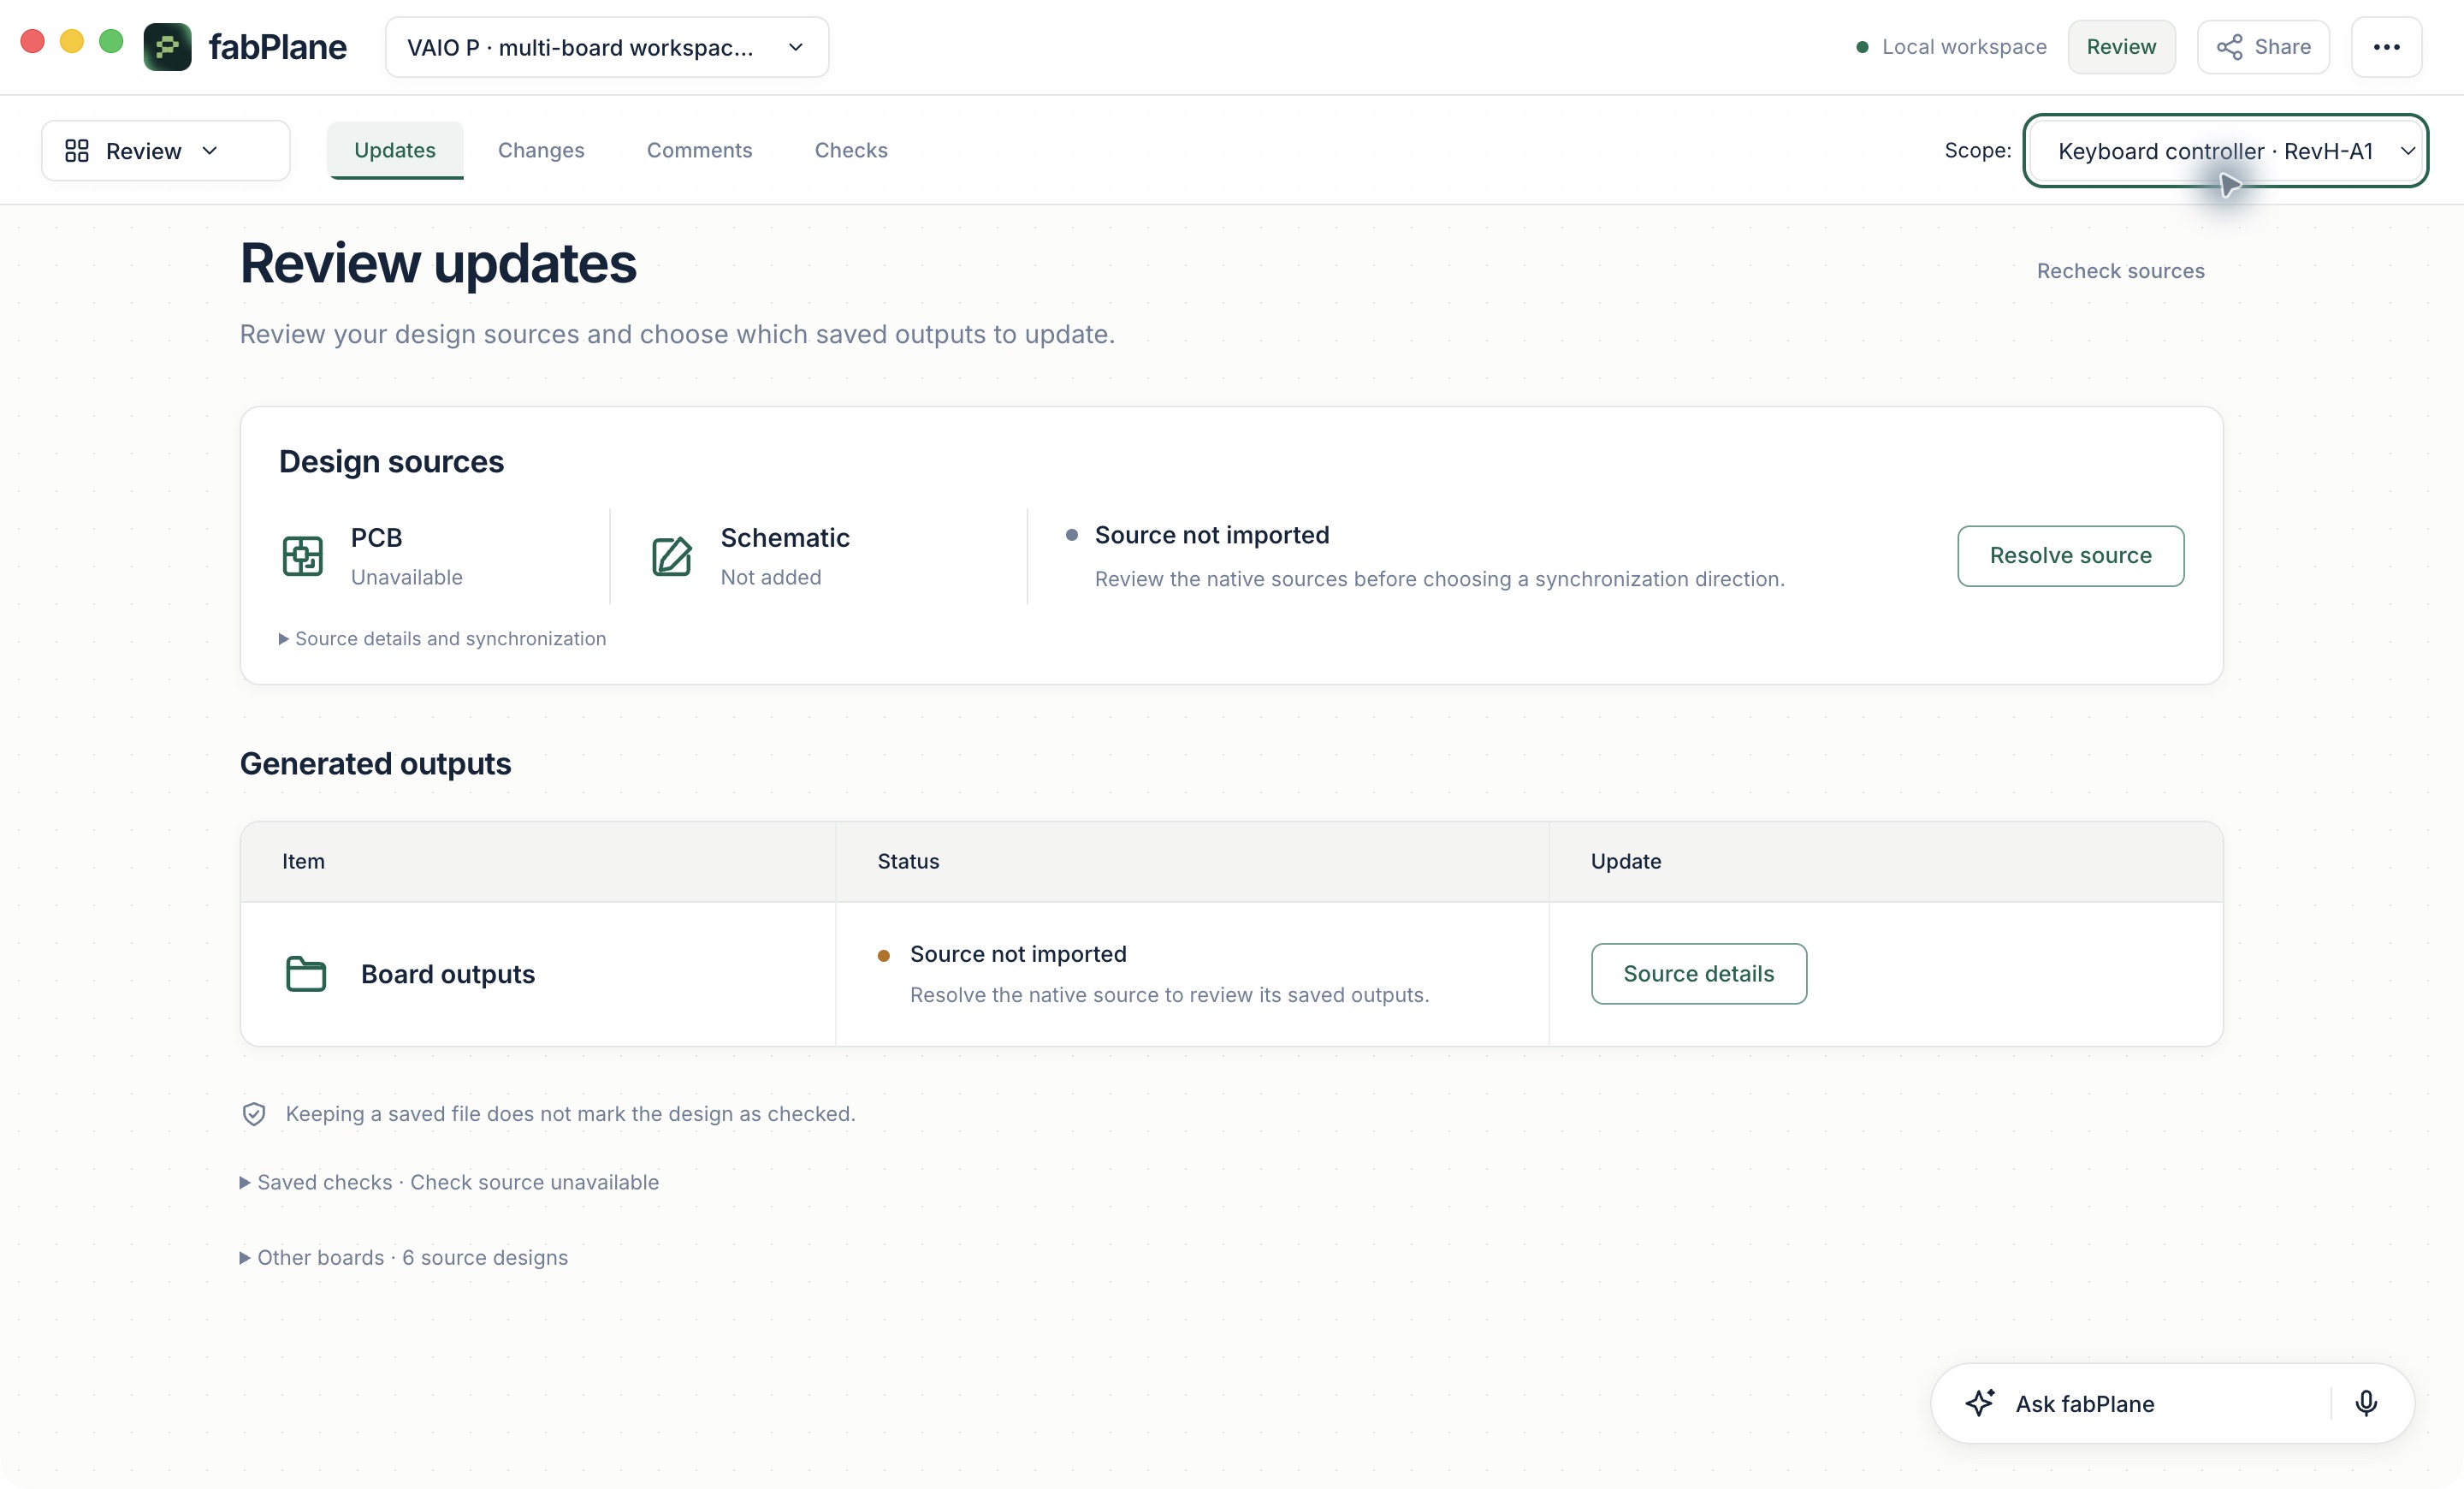 fabPlane
VAIO P · multi-board workspac...
Local workspace
Review
Share
Review
Updates
Changes
Comments
Checks
Scope:
Keyboard controller · RevH-A1
Review updates
Recheck sources
Review your design sources and choose which saved outputs to update.
Design sources
PCB
Unavailable
Schematic
Not added
Source not imported
Review the native sources before choosing a synchronization direction.
Resolve source
Source details and synchronization
Generated outputs
Item
Status
Update
Board outputs
Source not imported
Resolve the native source to review its saved outputs.
Source details
Keeping a saved file does not mark the design as checked.
Saved checks · Check source unavailable
Other boards · 6 source designs
Ask fabPlane